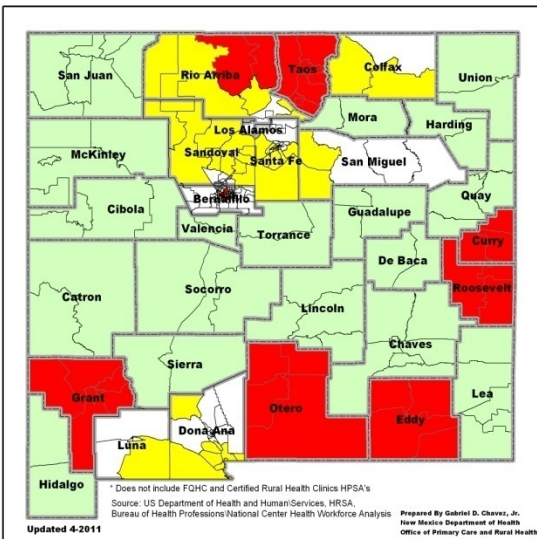 San Juan
Rio Arriba
Taos
Colfax
Union
Mora
Harding
Los Alamos
McKinley
Sandoval
Santa Fe
San Miguel
Bernalillo
Quay
Cibola
Guadalupe
Valencia
Torrance
Curry
De Baca
Roosevelt
Socorro
Catron
Lincoln
Chaves
Sierra
Grant
Otero
Lea
Eddy
Dona Ana
Luna
Hidalgo
* Does not include FQHC and Certified Rural Health Clinics HPSA's
Source: US Department of Health and Human\Services, HRSA,
Bureau of Health Professions\National Center Health Workforce Analysis
Updated 4-2011
Prepared By Gabriel D. Chavez, Jr.
New Mexico Department of Health
Office of Primary Care and Rural Health